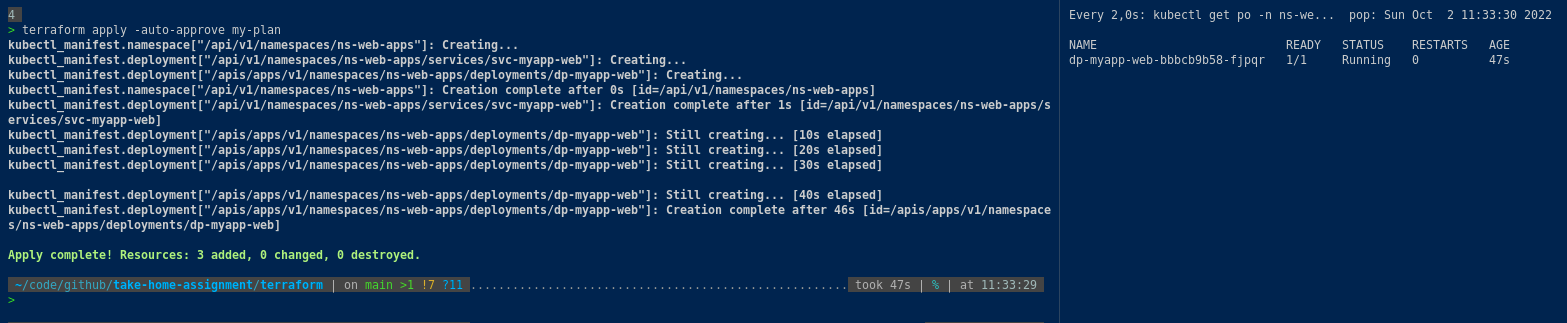 4
> terraform apply -auto-approve my-plan
kubectl_manifest.namespace["/api/v1/namespaces/ns-web-apps"]: Creating...
kubectl_manifest.deployment["/api/v1/namespaces/ns-web-apps/services/svc-myapp-web"]: Creating...
kubectl_manifest.deployment["/apis/apps/v1/namespaces/ns-web-apps/deployments/dp-myapp-web"]: Creating...
kubectl_manifest.namespace["/api/v1/namespaces/ns-web-apps"]: Creation complete after 0s [id=/api/v1/namespaces/ns-web-apps]
kubectl_manifest.deployment["/api/v1/namespaces/ns-web-apps/services/svc-myapp-web"]: Creation complete after 1s [id=/api/v1/namespaces/ns-web-apps/s
ervices/svc-myapp-web]
kubectl_manifest.deployment["/apis/apps/v1/namespaces/ns-web-apps/deployments/dp-myapp-web"]: Still creating... [10s elapsed]
kubectl_manifest.deployment["/apis/apps/v1/namespaces/ns-web-apps/deployments/dp-myapp-web"]: Still creating... [20s elapsed]
kubectl_manifest.deployment["/apis/apps/v1/namespaces/ns-web-apps/deployments/dp-myapp-web"]: Still creating... [30s elapsed]
kubectl_manifest.deployment["/apis/apps/v1/namespaces/ns-web-apps/deployments/dp-myapp-web"]: Still creating... [40s elapsed]
kubectl_manifest.deployment["/apis/apps/v1/namespaces/ns-web-apps/deployments/dp-myapp-web"]: Creation complete after 46s [id=/apis/apps/v1/namespace
s/ns-web-apps/deployments/dp-myapp-web]
Apply complete! Resources: 3 added, 0 changed, 0 destroyed.
~/code/github/take-home-assignment/terraform | on main >1 !7 ?11 ...................................................... took 47s | % | at 11:33:29
>
Every 2,0s: kubectl get po -n ns-we...  pop: Sun Oct  2 11:33:30 2022
NAME                           READY   STATUS    RESTARTS   AGE
dp-myapp-web-bbbcb9b58-fjpqr   1/1     Running   0          47s